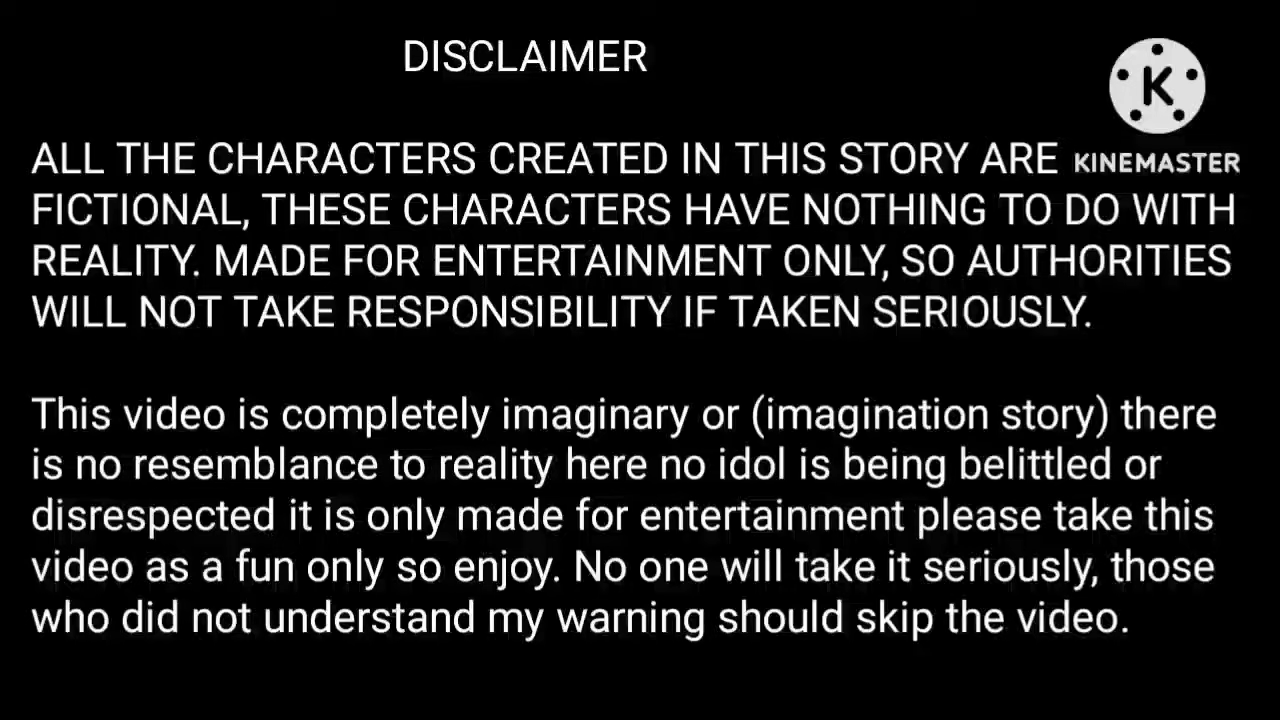 DISCLAIMER
K
KINEMASTER
ALL THE CHARACTERS CREATED IN THIS STORY ARE
FICTIONAL, THESE CHARACTERS HAVE NOTHING TO DO WITH
REALITY. MADE FOR ENTERTAINMENT ONLY, SO AUTHORITIES
WILL NOT TAKE RESPONSIBILITY IF TAKEN SERIOUSLY.
This video is completely imaginary or (imagination story) there
is no resemblance to reality here no idol is being belittled or
disrespected it is only made for entertainment please take this
video as a fun only so enjoy. No one will take it seriously, those
who did not understand my warning should skip the video.